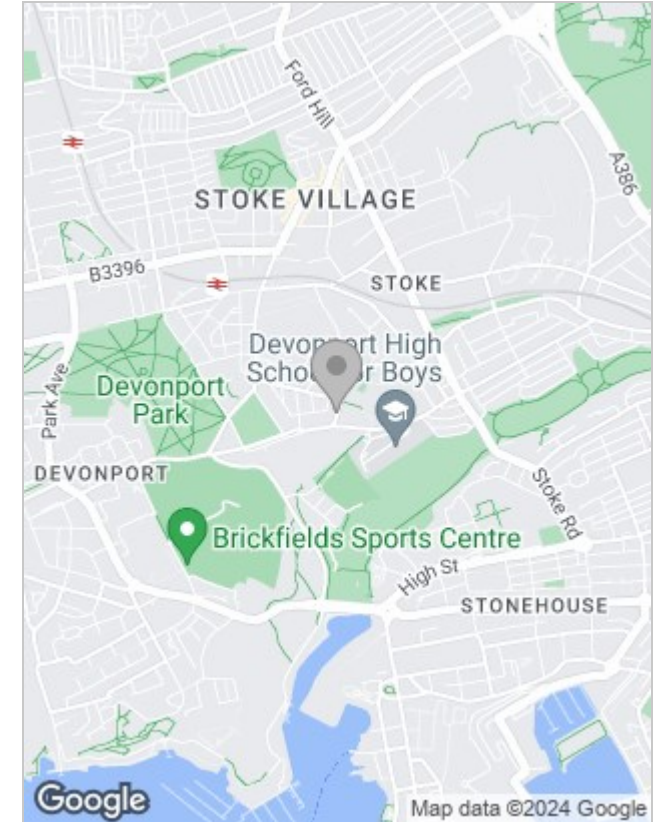 Ford Hill
A386
STOKE VILLAGE
B3396
STOKE
Devonport High
School for Boys
Devonport
Park
Park Ave
DEVONPORT
Stoke Rd
Brickfields Sports Centre
High St
STONEHOUSE
Google
Map data ©2024 Google